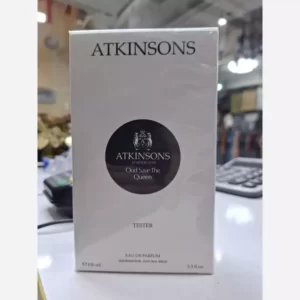 ATKINSONS
ATKINSONS
Oud Save The
Queen
TESTER
EAU DE PARFUM